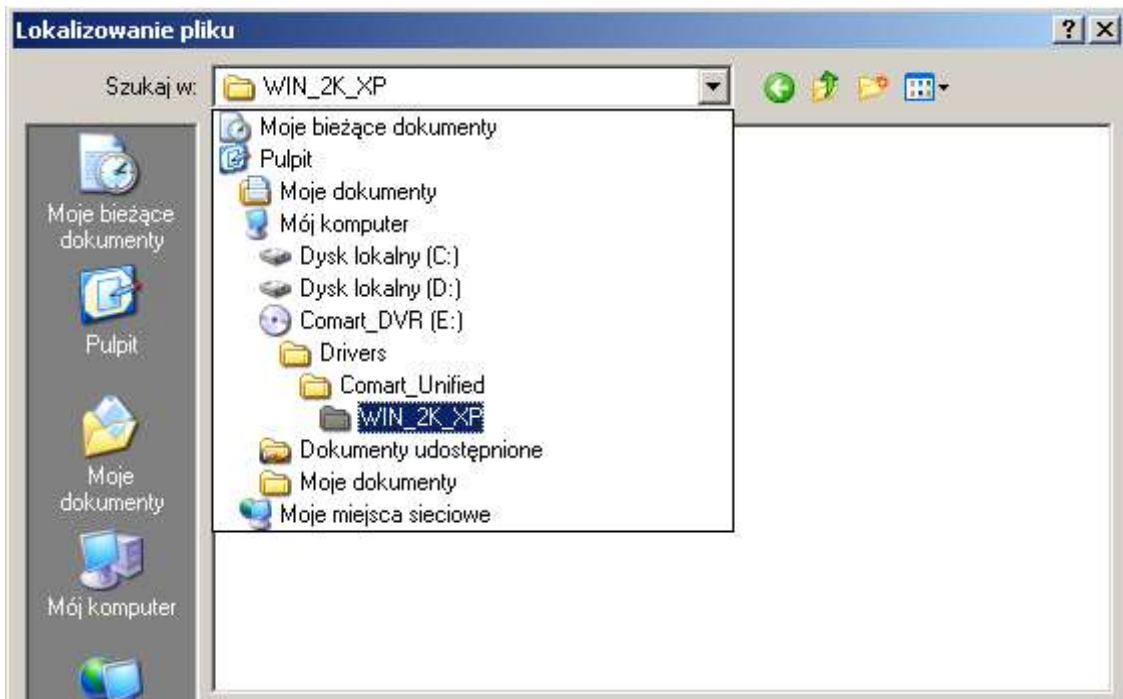 Lokalizowanie pliku
Szukaj w: WIN_2K_XP
Moje bieżące dokumenty
Pulpit
Moje dokumenty
Mój komputer
Dysk lokalny (C:)
Dysk lokalny (D:)
Comart_DVR (E:)
Drivers
Comart_Unified
WIN_2K_XP
Dokumenty udostępnione
Moje dokumenty
Moje miejsca sieciowe
Moje bieżące
dokumenty
Pulpit
Moje
dokumenty
Mój komputer